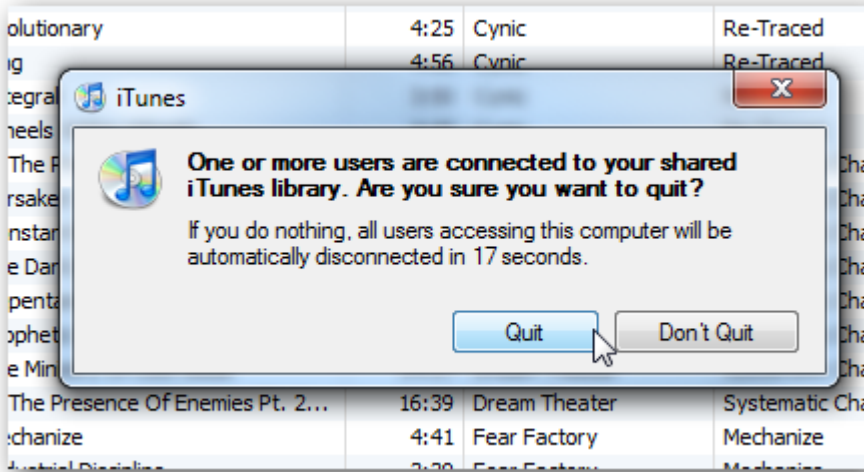 olutionary 4:25 Cynic Re-Traced
4:56 Cynic Re-Traced
iTunes
One or more users are connected to your shared
iTunes library. Are you sure you want to quit?
If you do nothing, all users accessing this computer will be
automatically disconnected in 17 seconds.
Quit Don't Quit
The Presence Of Enemies Pt. 2... 16:39 Dream Theater Systematic Cha
echanize 4:41 Fear Factory Mechanize